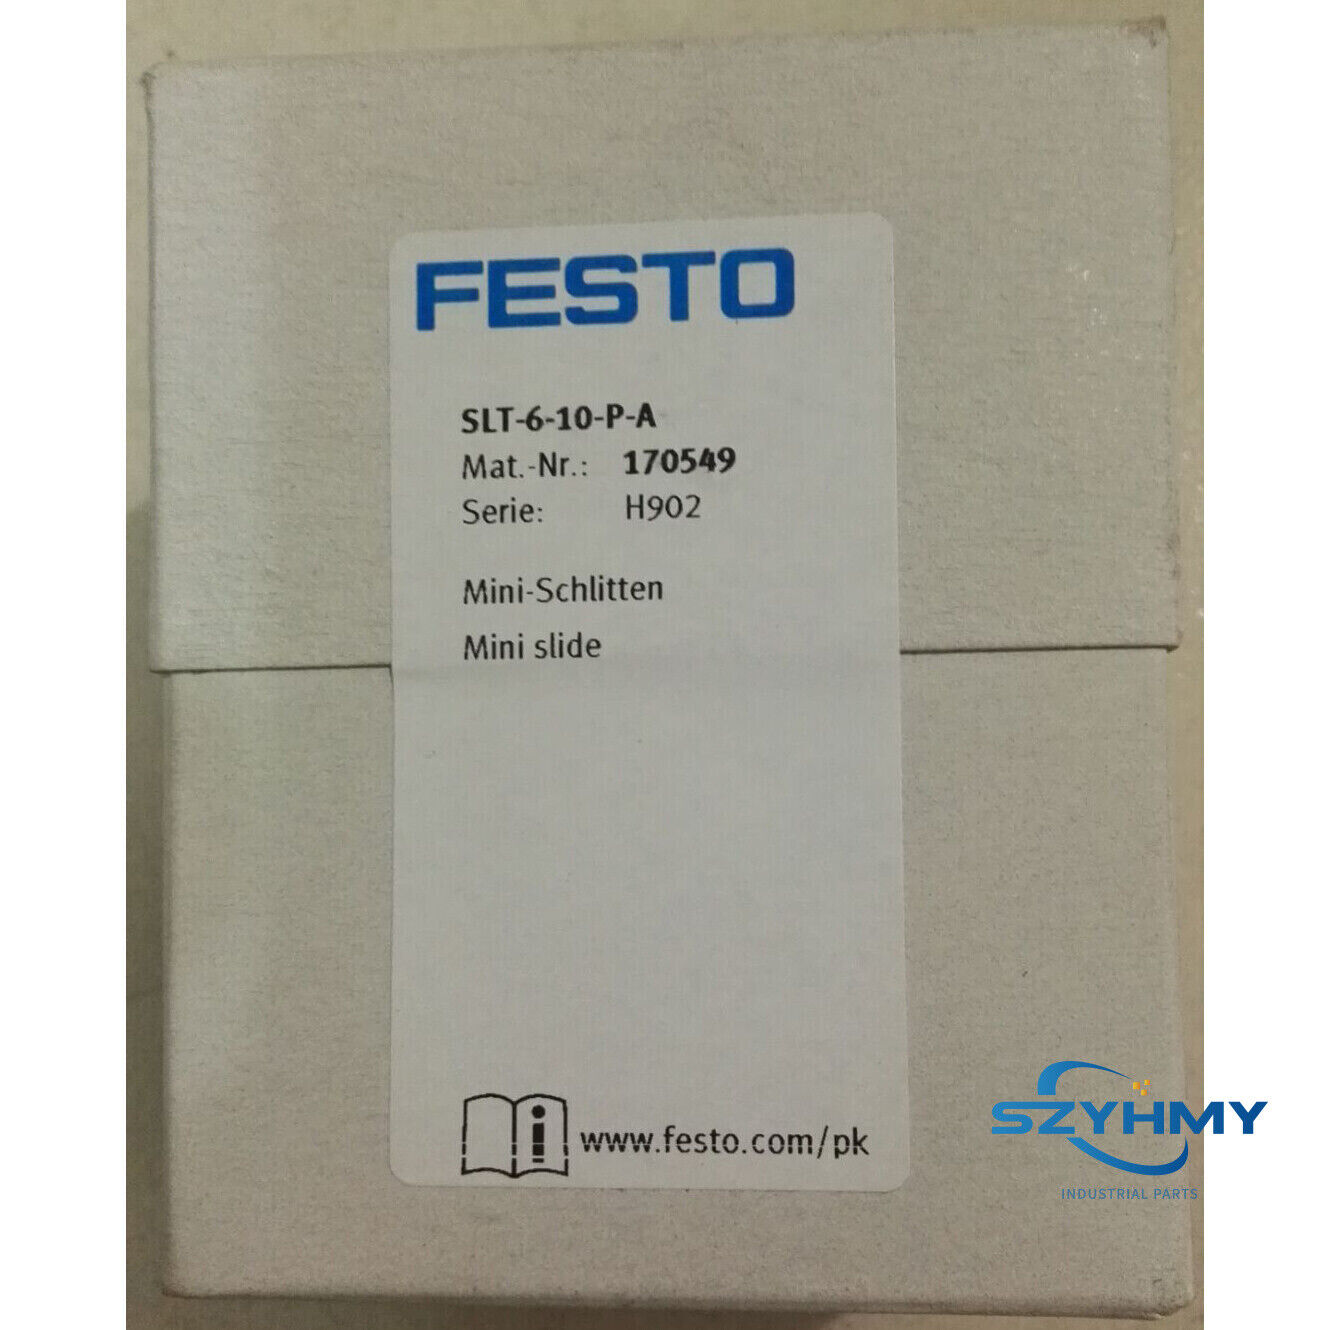 FESTO
SLT-6-10-P-A
Mat.-Nr.: 170549
Serie: H902
Mini-Schlitten
Mini slide
www.festo.com/pk
SZYHMY
INDUSTRIAL PARTS